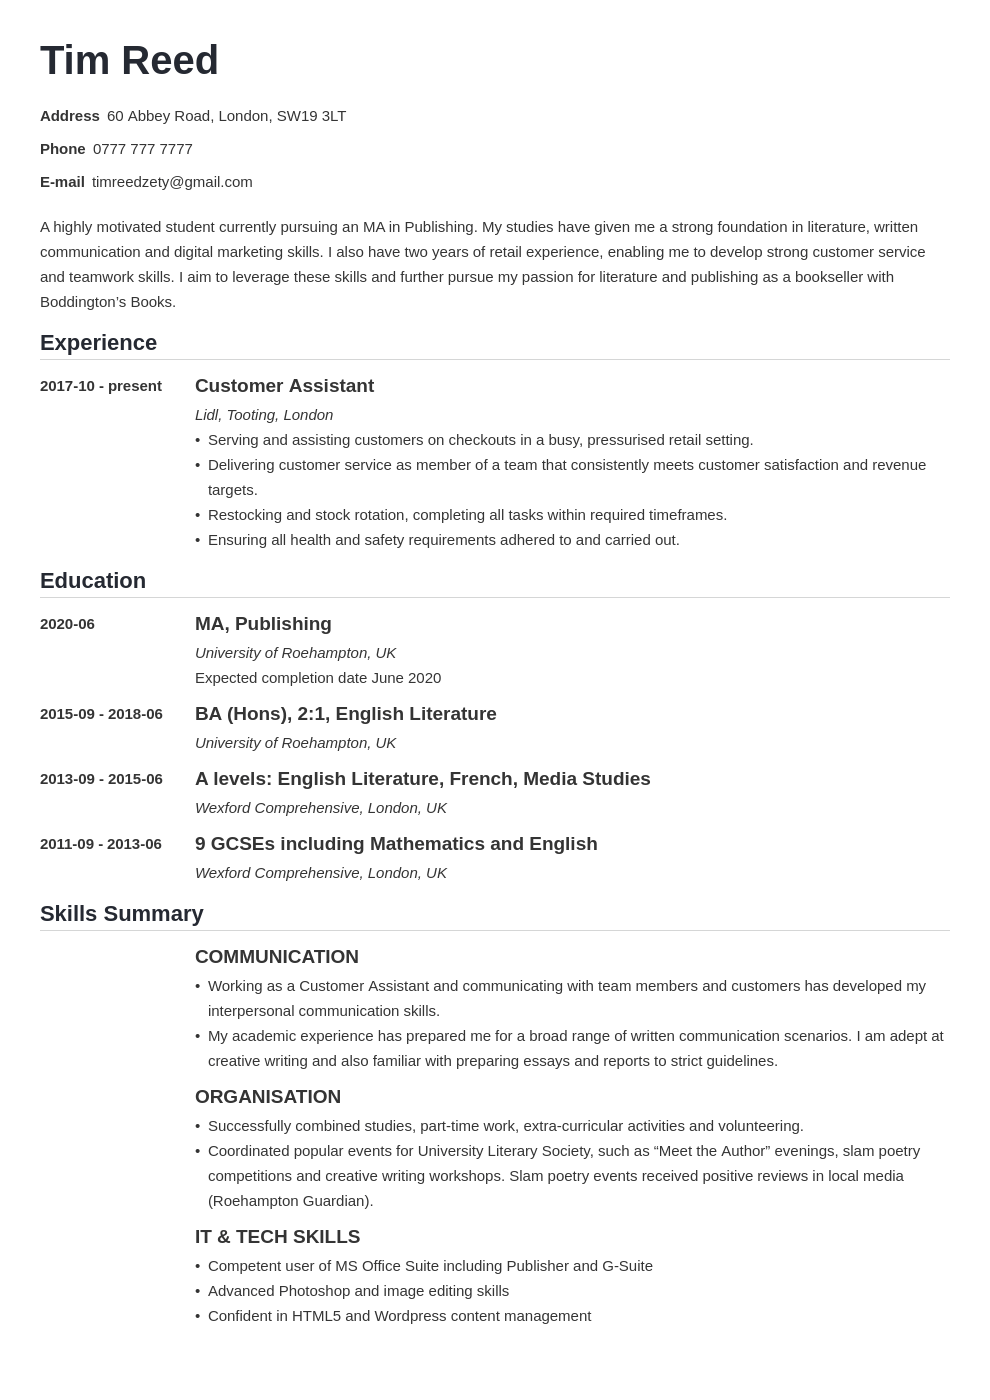 Tim Reed
Address 60 Abbey Road, London, SW19 3LT
Phone 0777 777 7777
E-mail timreedzety@gmail.com
A highly motivated student currently pursuing an MA in Publishing. My studies have given me a strong foundation in literature, written
communication and digital marketing skills. I also have two years of retail experience, enabling me to develop strong customer service
and teamwork skills. I aim to leverage these skills and further pursue my passion for literature and publishing as a bookseller with
Boddington’s Books.
Experience
2017-10 - present Customer Assistant
Lidl, Tooting, London
• Serving and assisting customers on checkouts in a busy, pressurised retail setting.
• Delivering customer service as member of a team that consistently meets customer satisfaction and revenue
targets.
• Restocking and stock rotation, completing all tasks within required timeframes.
• Ensuring all health and safety requirements adhered to and carried out.
Education
2020-06 MA, Publishing
University of Roehampton, UK
Expected completion date June 2020
2015-09 - 2018-06 BA (Hons), 2:1, English Literature
University of Roehampton, UK
2013-09 - 2015-06 A levels: English Literature, French, Media Studies
Wexford Comprehensive, London, UK
2011-09 - 2013-06 9 GCSEs including Mathematics and English
Wexford Comprehensive, London, UK
Skills Summary
COMMUNICATION
• Working as a Customer Assistant and communicating with team members and customers has developed my
interpersonal communication skills.
• My academic experience has prepared me for a broad range of written communication scenarios. I am adept at
creative writing and also familiar with preparing essays and reports to strict guidelines.
ORGANISATION
• Successfully combined studies, part-time work, extra-curricular activities and volunteering.
• Coordinated popular events for University Literary Society, such as “Meet the Author” evenings, slam poetry
competitions and creative writing workshops. Slam poetry events received positive reviews in local media
(Roehampton Guardian).
IT & TECH SKILLS
• Competent user of MS Office Suite including Publisher and G-Suite
• Advanced Photoshop and image editing skills
• Confident in HTML5 and Wordpress content management